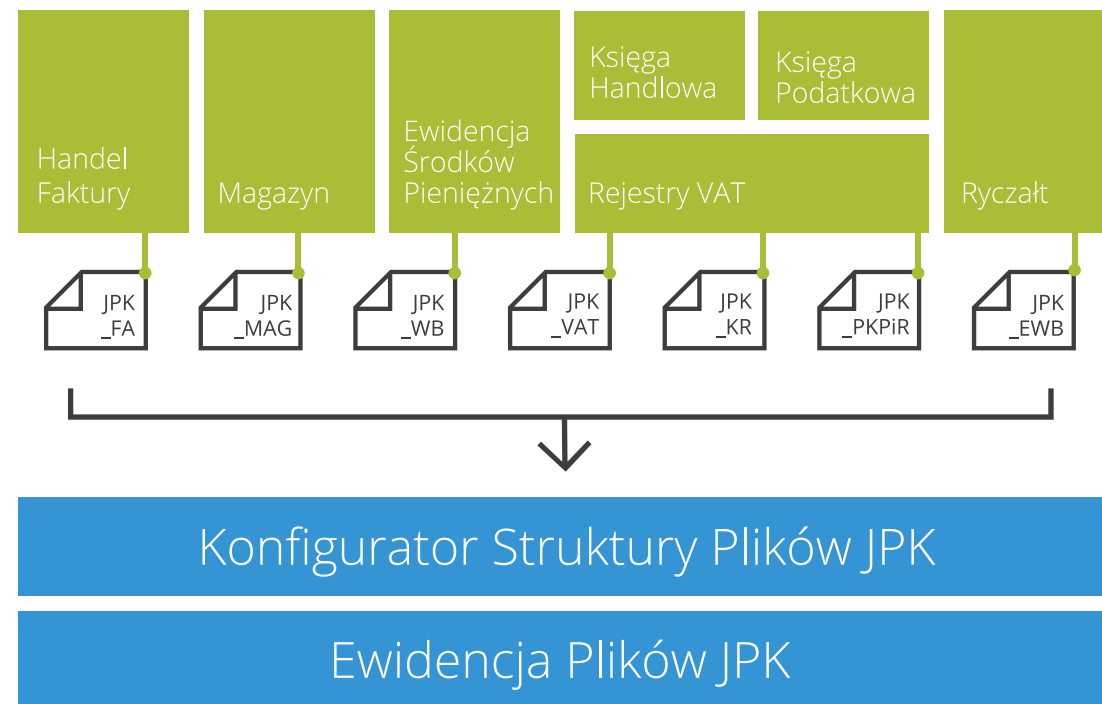 Handel
Faktury
Magazyn
Ewidencja
Środków
Pieniężnych
Księga
Handlowa
Księga
Podatkowa
Rejestry VAT
Ryczałt
JPK
_FA
JPK
_MAG
JPK
_WB
JPK
_VAT
JPK
_KR
JPK
_PKPiR
JPK
_EWB
Konfigurator Struktury Plików JPK
Ewidencja Plików JPK